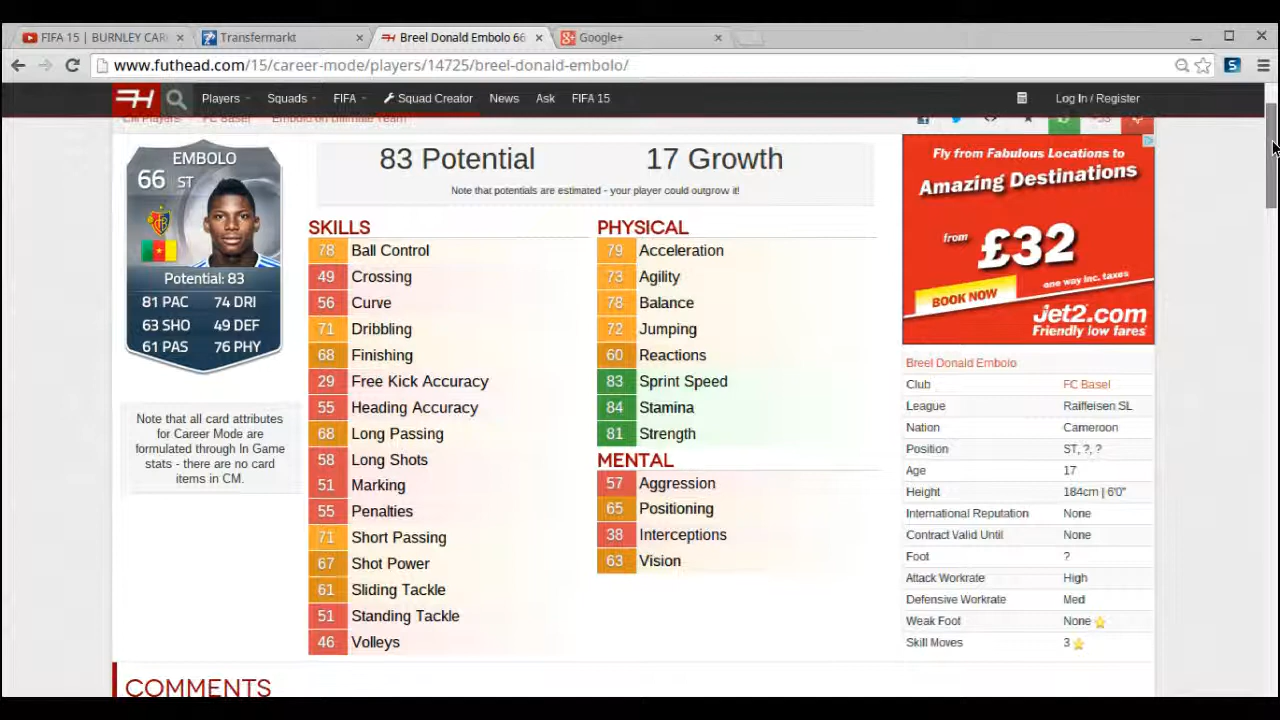 FIFA 15 | BURNLEY CAR
Transfermarkt
Breel Donald Embolo 66
Google+
www.futhead.com/15/career-mode/players/14725/breel-donald-embolo/
Players Squads FIFA Squad Creator News Ask FIFA 15 Log In / Register
CM Players FC Basel Embolo on Ultimate Team
EMBOLO
66 ST
Potential: 83
81 PAC 74 DRI
63 SHO 49 DEF
61 PAS 76 PHY
Note that all card attributes
for Career Mode are
formulated through In Game
stats - there are no card
items in CM.
83 Potential 17 Growth
Note that potentials are estimated - your player could outgrow it!
SKILLS
78 Ball Control
49 Crossing
56 Curve
71 Dribbling
68 Finishing
29 Free Kick Accuracy
55 Heading Accuracy
68 Long Passing
58 Long Shots
51 Marking
55 Penalties
71 Short Passing
67 Shot Power
61 Sliding Tackle
51 Standing Tackle
46 Volleys
PHYSICAL
79 Acceleration
73 Agility
78 Balance
72 Jumping
60 Reactions
83 Sprint Speed
84 Stamina
81 Strength
MENTAL
57 Aggression
65 Positioning
38 Interceptions
63 Vision
Fly from Fabulous Locations to
Amazing Destinations
from £32
one way inc. taxes
BOOK NOW
Jet2.com
Friendly low fares
Breel Donald Embolo
Club FC Basel
League Raiffeisen SL
Nation Cameroon
Position ST, ?, ?
Age 17
Height 184cm | 6'0"
International Reputation None
Contract Valid Until None
Foot ?
Attack Workrate High
Defensive Workrate Med
Weak Foot None
Skill Moves 3
COMMENTS